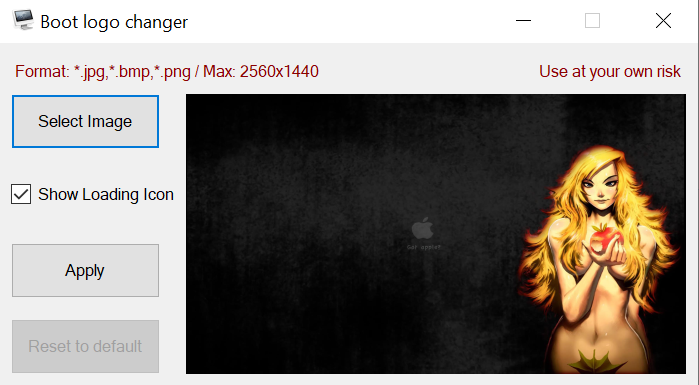 Boot logo changer
Format: *.jpg,*.bmp,*.png / Max: 2560x1440
Use at your own risk
Select Image
Show Loading Icon
Apply
Reset to default